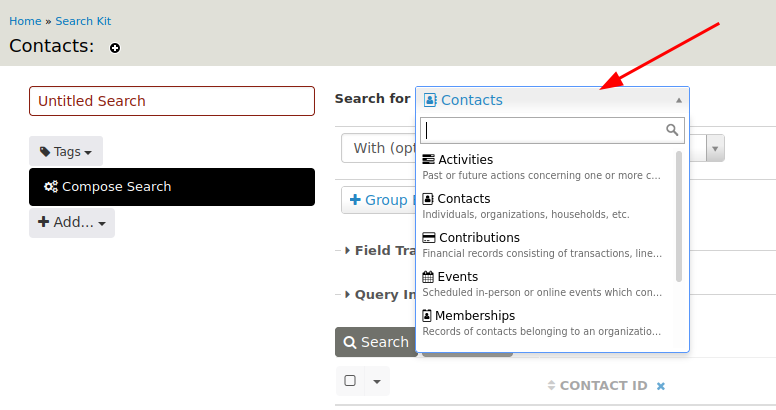 Home » Search Kit
Contacts:
Untitled Search
Search for
Contacts
Tags
With (opt
Activities
Past or future actions concerning one or more c...
Compose Search
Contacts
Individuals, organizations, households, etc.
Add...
Group
Contributions
Financial records consisting of transactions, line...
Field Tra
Events
Scheduled in-person or online events which con...
Query In
Memberships
Records of contacts belonging to an organizatio...
Search
CONTACT ID